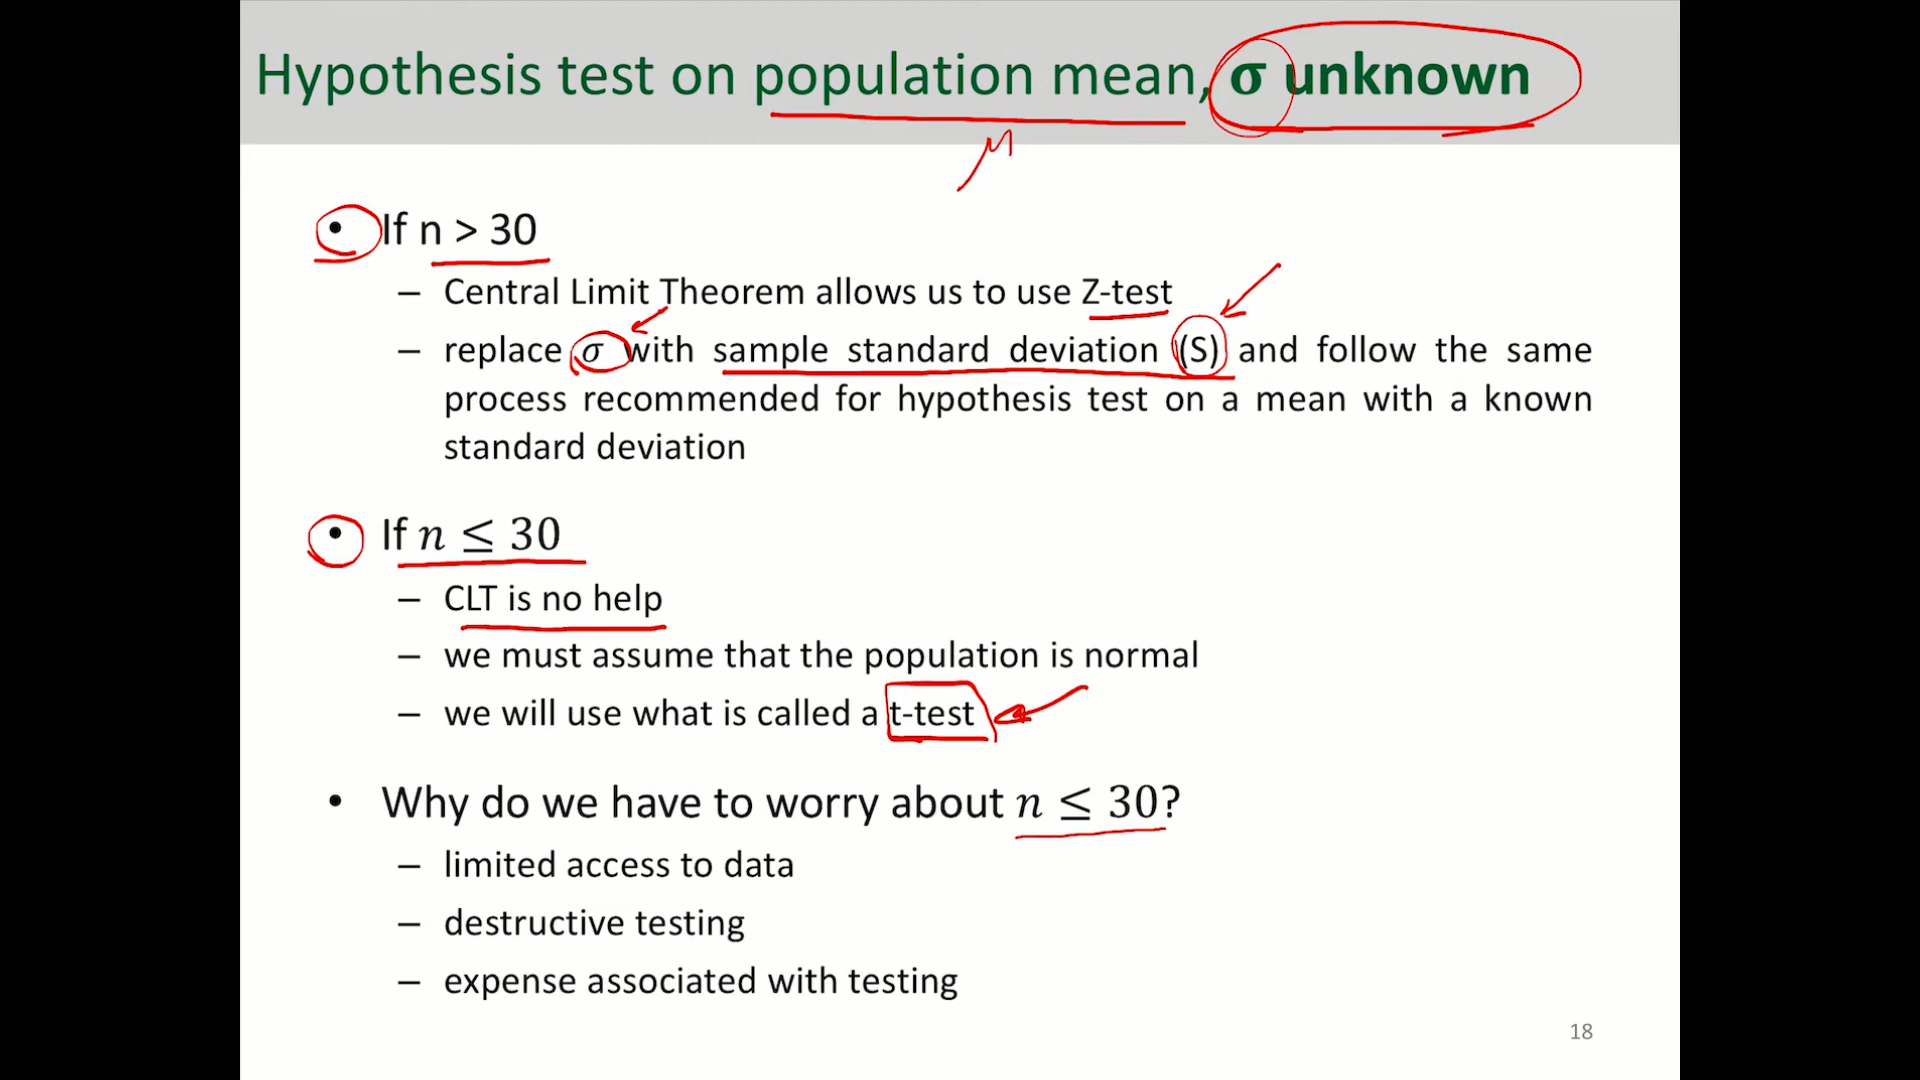 Hypothesis test on population mean, σ unknown
μ
• If n > 30
– Central Limit Theorem allows us to use Z-test
– replace σ with sample standard deviation (S) and follow the same
process recommended for hypothesis test on a mean with a known
standard deviation
• If n ≤ 30
– CLT is no help
– we must assume that the population is normal
– we will use what is called a t-test
• Why do we have to worry about n ≤ 30?
– limited access to data
– destructive testing
– expense associated with testing
18